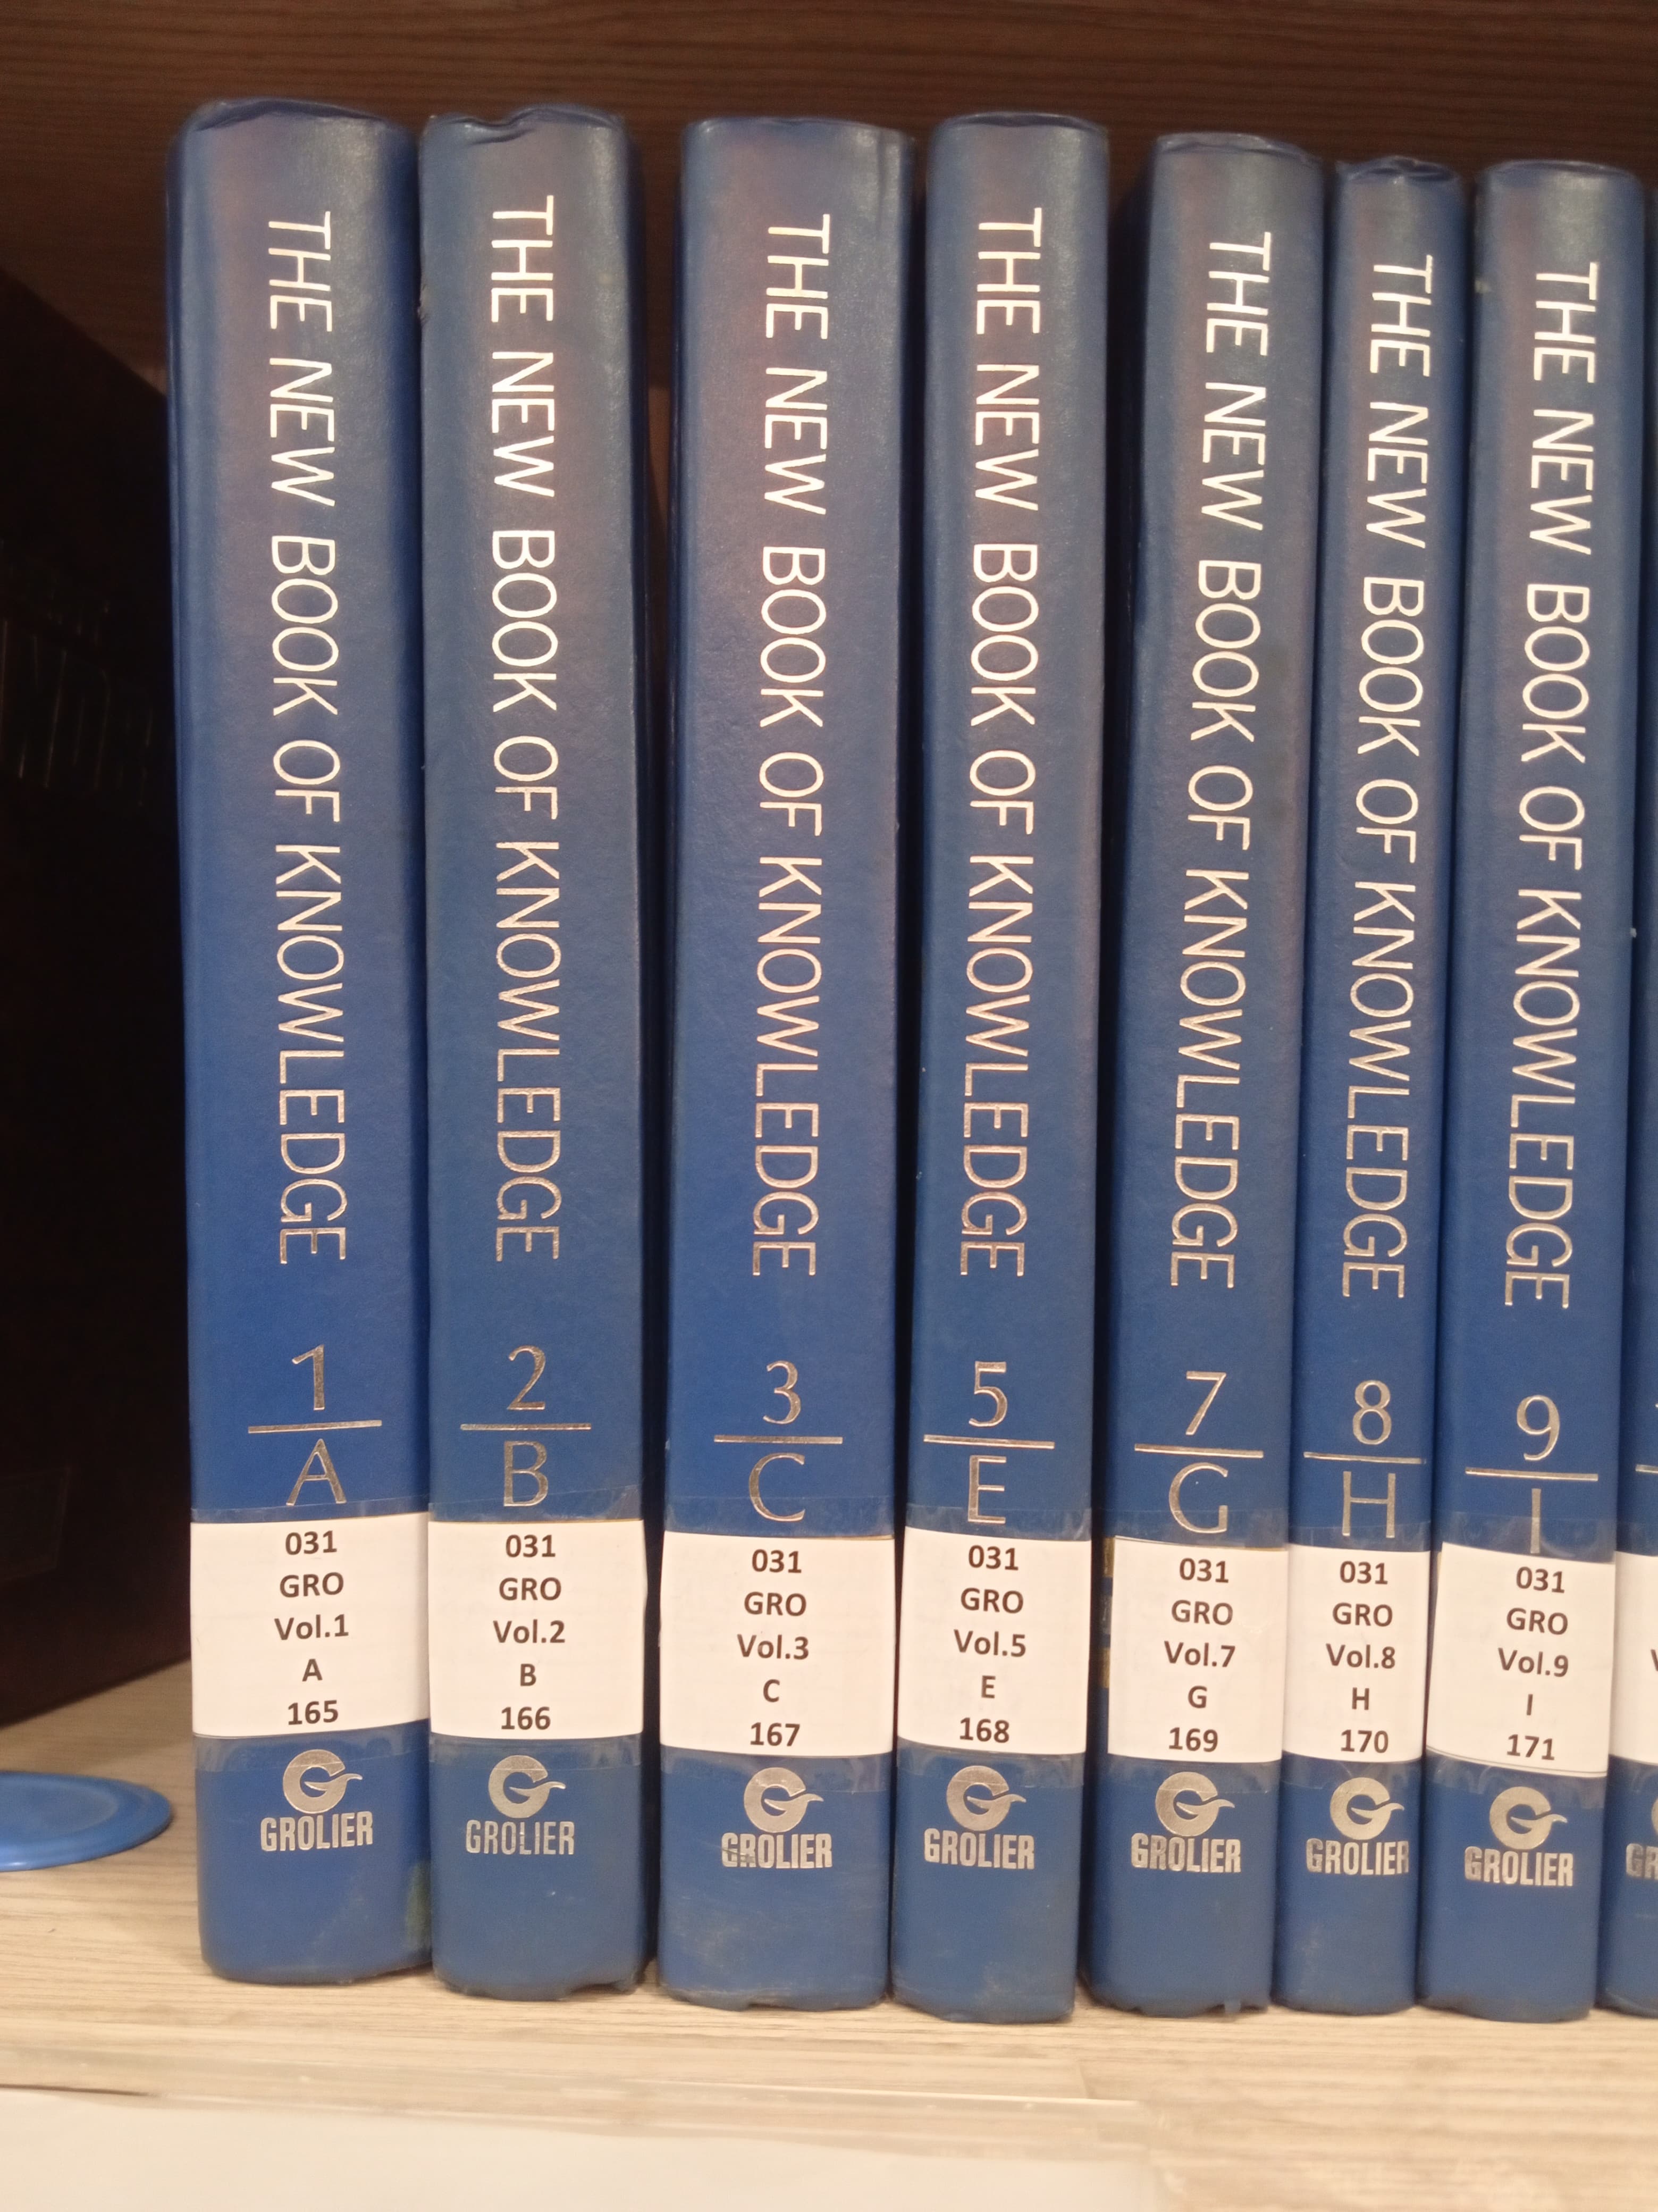 THE NEW BOOK OF KNOWLEDGE
1
A
031
GRO
Vol.1
A
165
GROLIER
THE NEW BOOK OF KNOWLEDGE
2
B
031
GRO
Vol.2
B
166
GROLIER
THE NEW BOOK OF KNOWLEDGE
3
C
031
GRO
Vol.3
C
167
GROLIER
THE NEW BOOK OF KNOWLEDGE
5
E
031
GRO
Vol.5
E
168
GROLIER
THE NEW BOOK OF KNOWLEDGE
7
G
031
GRO
Vol.7
G
169
GROLIER
THE NEW BOOK OF KNOWLEDGE
8
H
031
GRO
Vol.8
H
170
GROLIER
THE NEW BOOK OF KNOWLEDGE
9
I
031
GRO
Vol.9
I
171
GROLIER